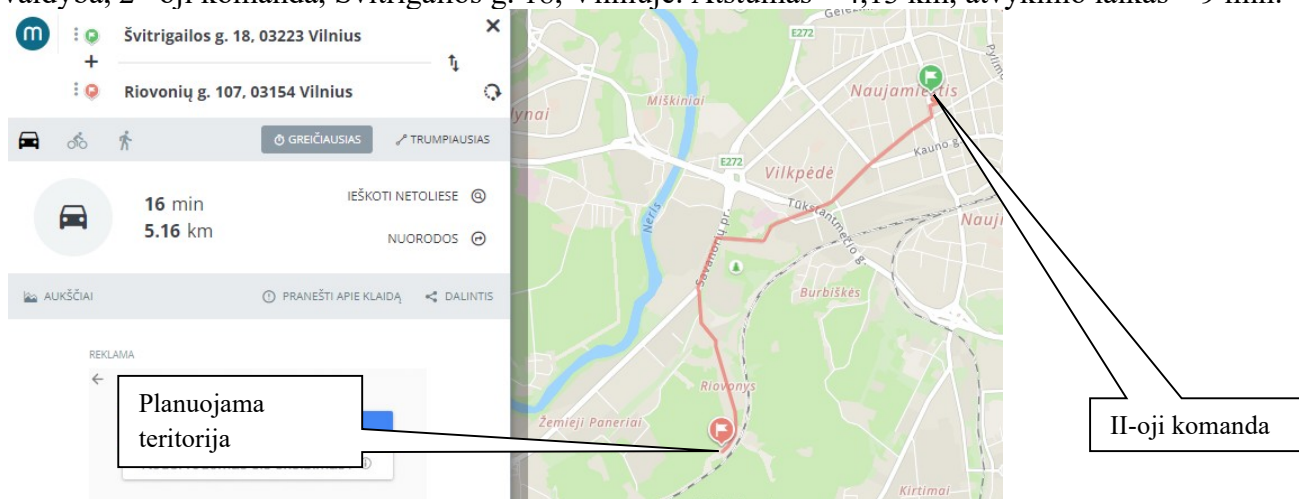 valdyba, 2 - oji komanda, Švitrigailos g. 18, Vilniuje. Atstumas – 4,15 km, atvykimo laikas – 9 min.
m
Švitrigailos g. 18, 03223 Vilnius
Riovonių g. 107, 03154 Vilnius
GREIČIAUSIAS
TRUMPIAUSIAS
16 min
5.16 km
IEŠKOTI NETOLIESE
NUORODOS
AUKŠČIAI
PRANEŠTI APIE KLAIDĄ
DALINTIS
REKLAMA
Planuojama
teritorija
E272
Naujamiestis
Miškiniai
ynai
Pylimo
Kauno g.
E272
Vilkpėdė
Tūkstantmečio g.
Nauji
Neris
Savanorių pr.
Burbiškės
Riovonys
Žemieji Paneriai
Kirtimai
II-oji komanda